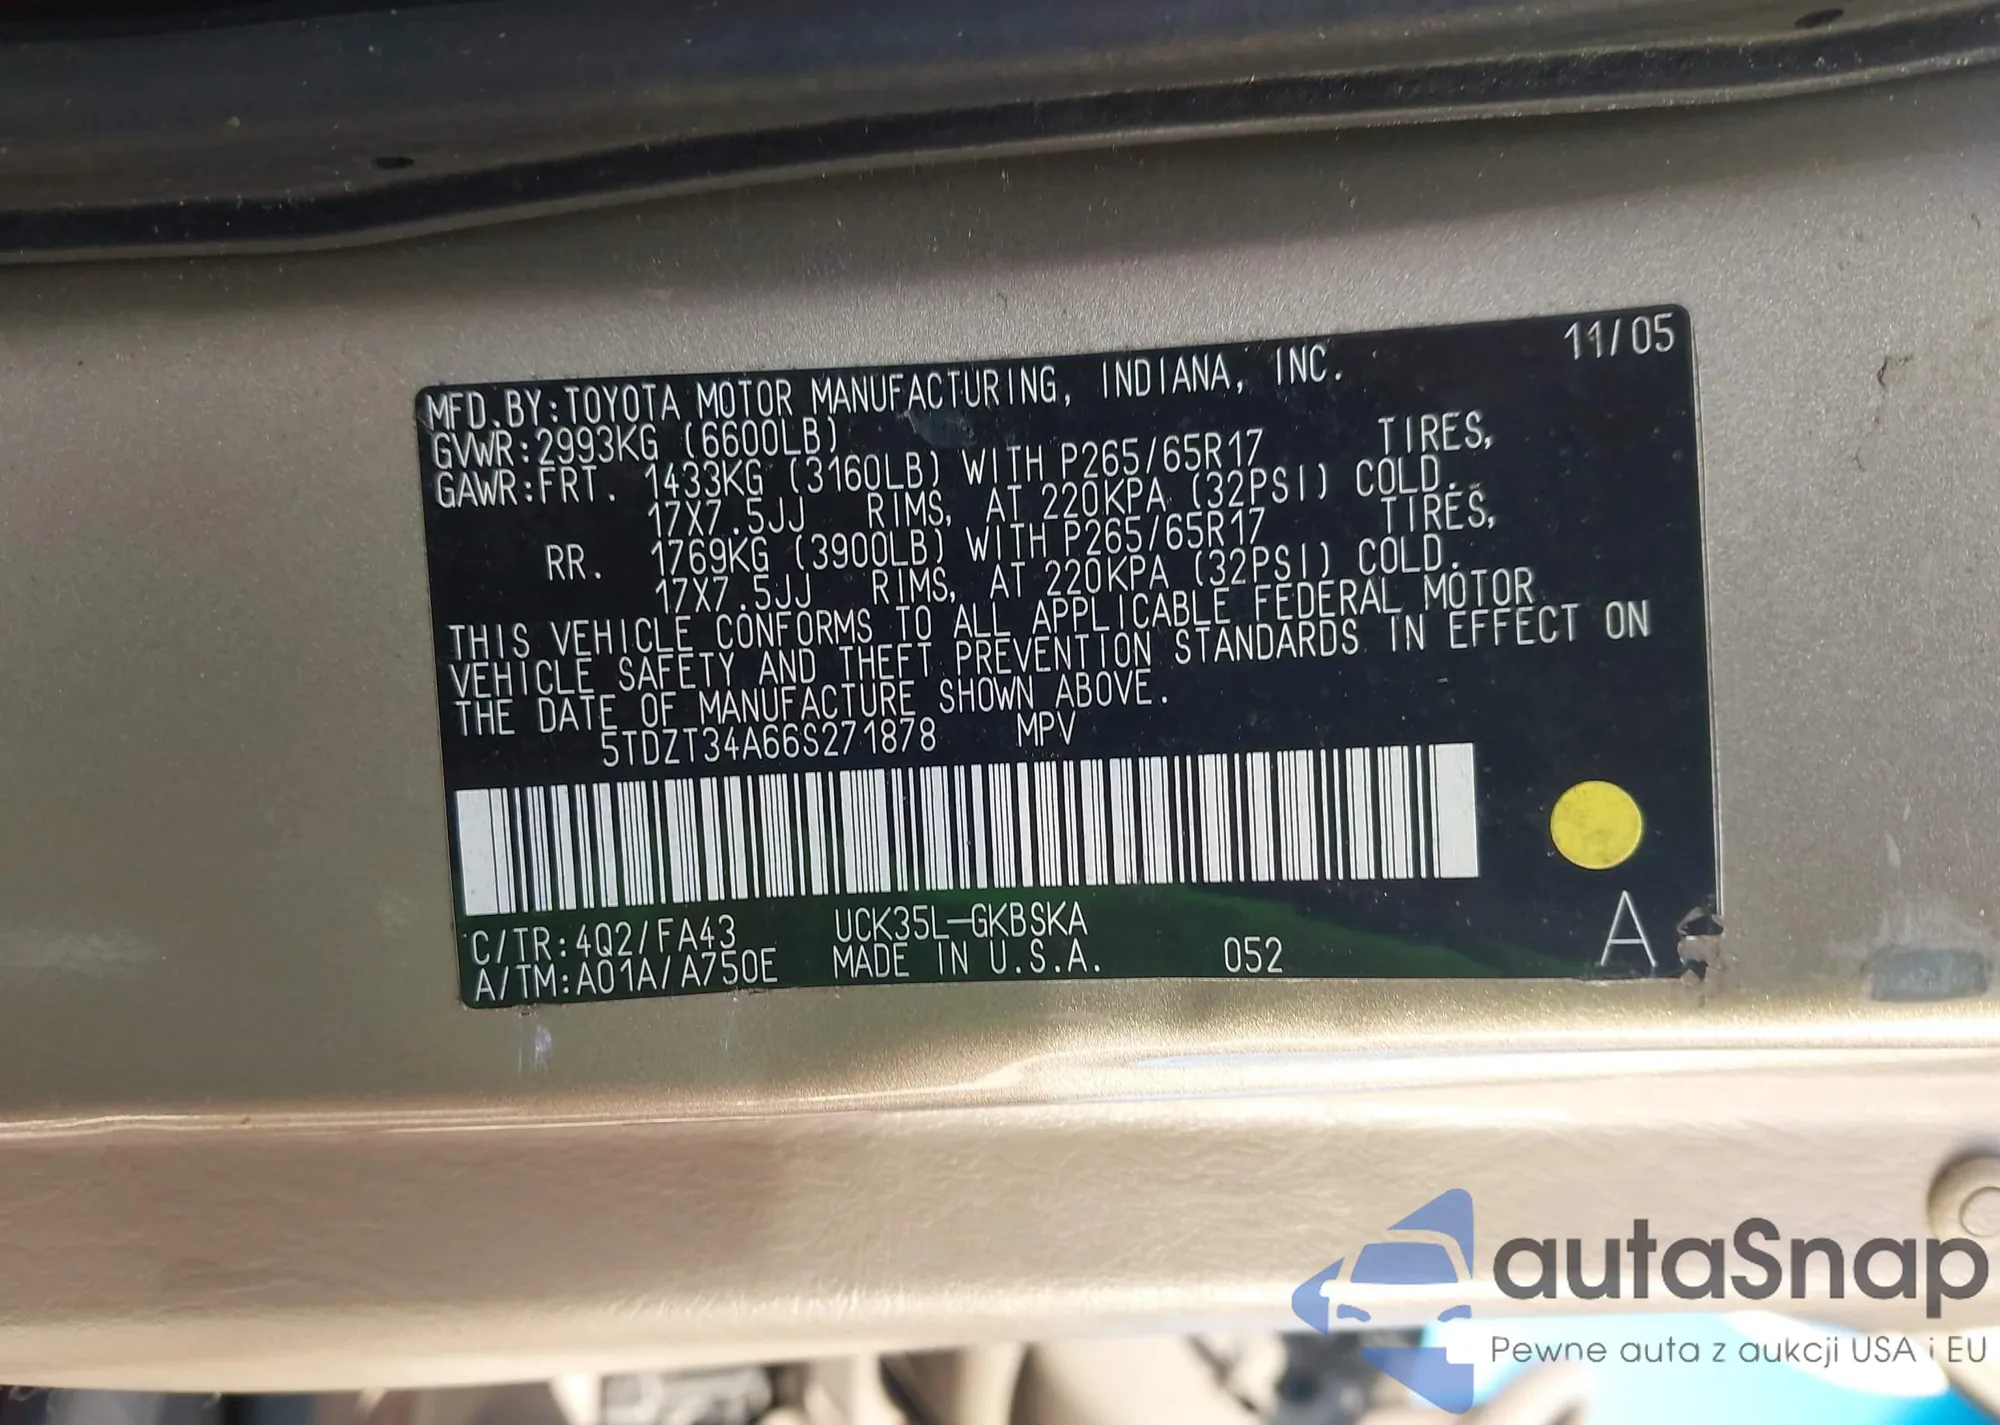 11/05
MFD.BY:TOYOTA MOTOR MANUFACTURING, INDIANA, INC.
GVWR:2993KG (6600LB)
GAWR:FRT. 1433KG (3160LB) WITH P265/65R17 TIRES,
17X7.5JJ RIMS, AT 220KPA (32PSI) COLD.
RR. 1769KG (3900LB) WITH P265/65R17 TIRES,
17X7.5JJ RIMS, AT 220KPA (32PSI) COLD.
THIS VEHICLE CONFORMS TO ALL APPLICABLE FEDERAL MOTOR
VEHICLE SAFETY AND THEFT PREVENTION STANDARDS IN EFFECT ON
THE DATE OF MANUFACTURE SHOWN ABOVE.
5TDZT34A66S271878 MPV
C/TR:4Q2/FA43 UCK35L-GKBSKA
A/TM:A01A/A750E MADE IN U.S.A. 052 A
autaSnap
Pewne auta z aukcji USA i EU